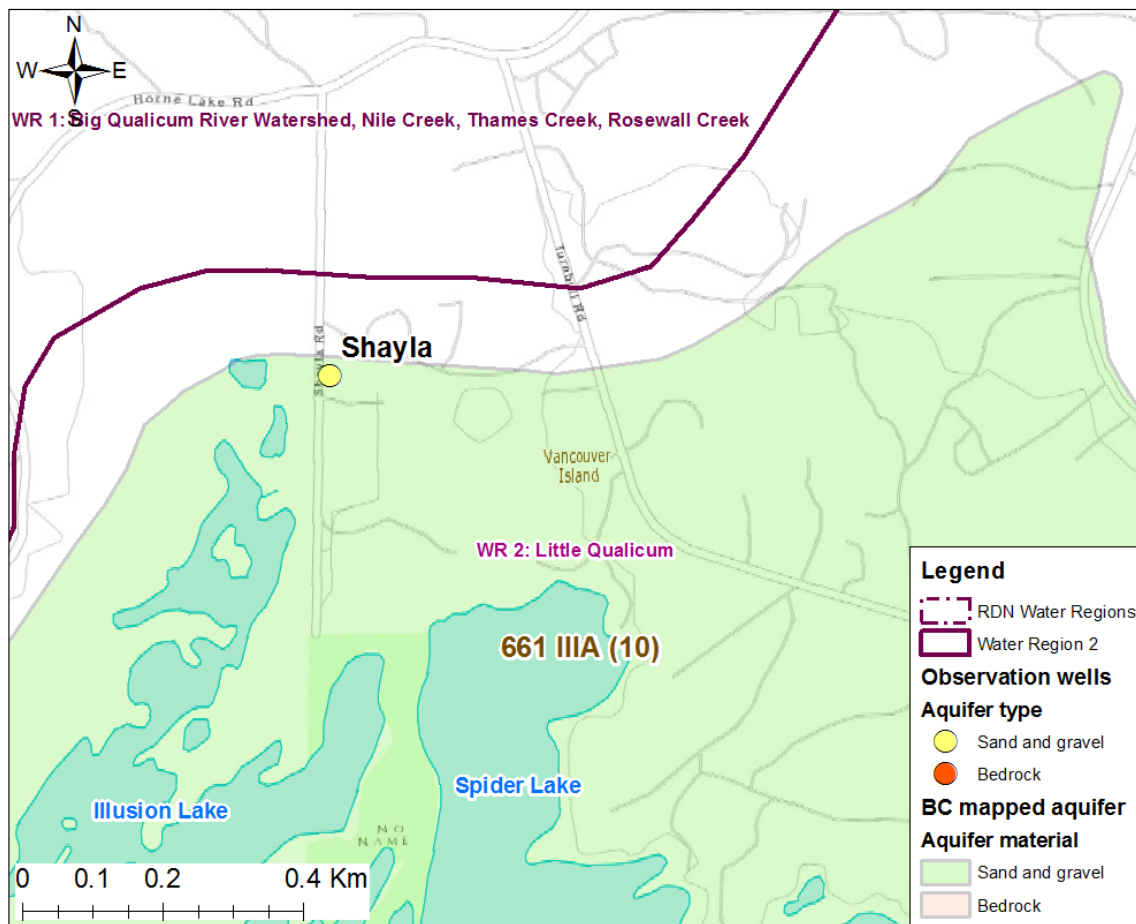 N
W E
S
Horne Lake Rd
WR 1: Big Qualicum River Watershed, Nile Creek, Thames Creek, Rosewall Creek
Turnbull Rd
Shayla Rd
Shayla
Vancouver
Island
WR 2: Little Qualicum
661 IIIA (10)
Spider Lake
Illusion Lake
NO
NAME
0 0.1 0.2 0.4 Km
Legend
RDN Water Regions
Water Region 2
Observation wells
Aquifer type
Sand and gravel
Bedrock
BC mapped aquifer
Aquifer material
Sand and gravel
Bedrock